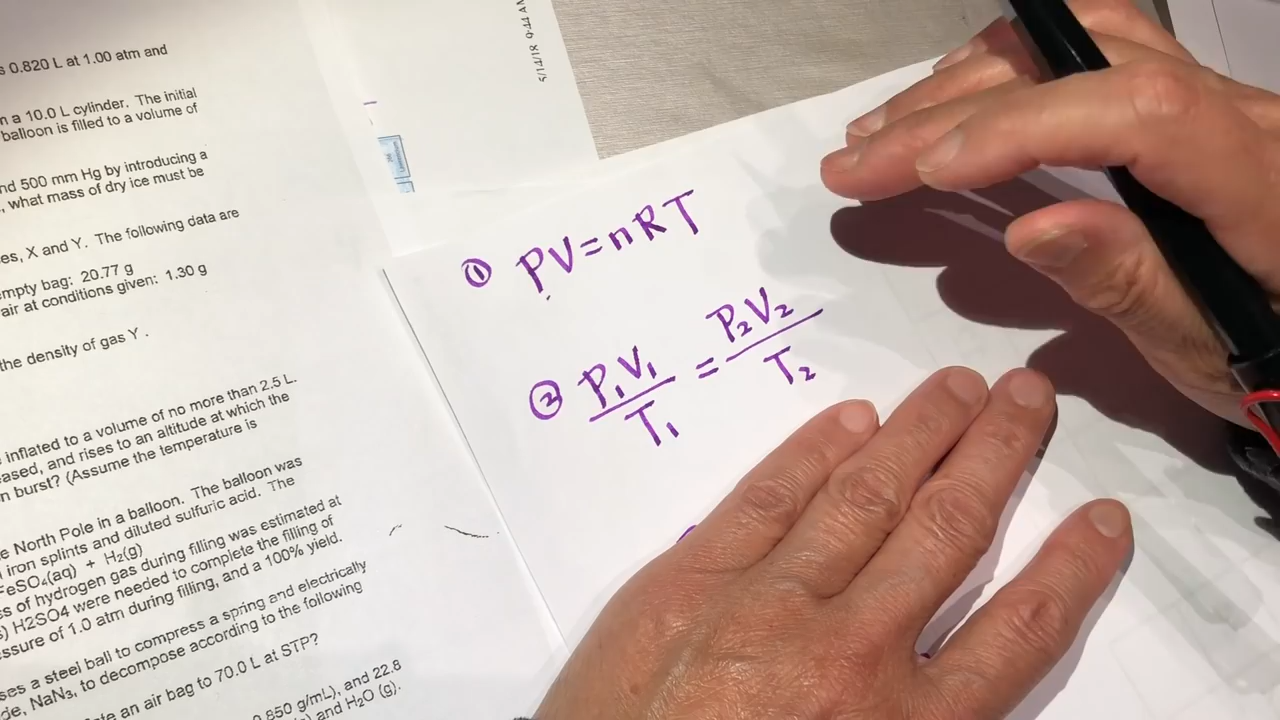 s 0.820 L at 1.00 atm and
n a 10.0 L cylinder. The initial
balloon is filled to a volume of
nd 500 mm Hg by introducing a
, what mass of dry ice must be
es, X and Y. The following data are
mpty bag: 20.77 g
air at conditions given: 1.30 g
the density of gas Y.
inflated to a volume of no more than 2.5 L.
ased, and rises to an altitude at which the
n burst? (Assume the temperature is
e North Pole in a balloon. The balloon was
iron splints and diluted sulfuric acid. The
FeSO₄(aq) + H₂(g)
ss of hydrogen gas during filling was estimated at
s) H2SO4 were needed to complete the filling of
ssure of 1.0 atm during filling, and a 100% yield.
ses a steel ball to compress a spring and electrically
de, NaN₃, to decompose according to the following
te an air bag to 70.0 L at STP?
0.850 g/mL), and 22.8
) and H₂O (g).
5/14/18 9:44 AM
① PV=nRT
② P₁V₁/T₁ = P₂V₂/T₂